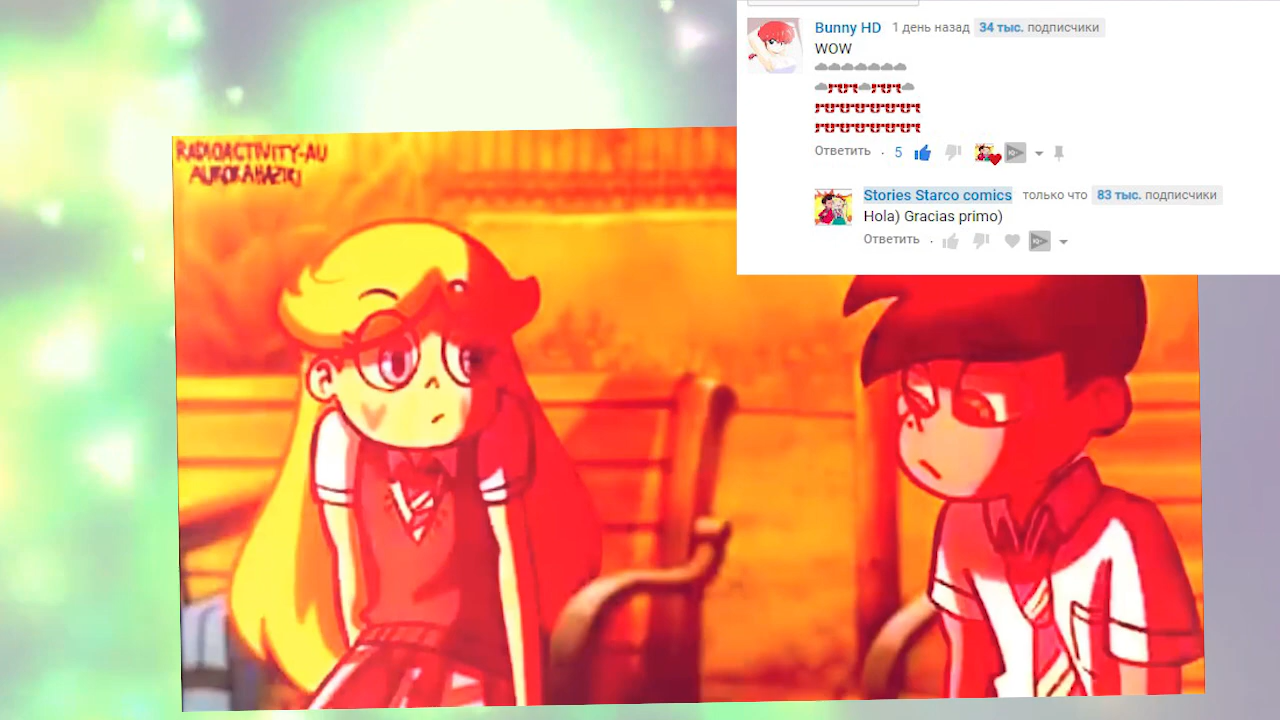 Bunny HD 1 день назад 34 тыс. подписчики
WOW
Ответить . 5
Stories Starco comics только что 83 тыс. подписчики
Hola) Gracias primo)
Ответить .
RADIOACTIVITY-AU